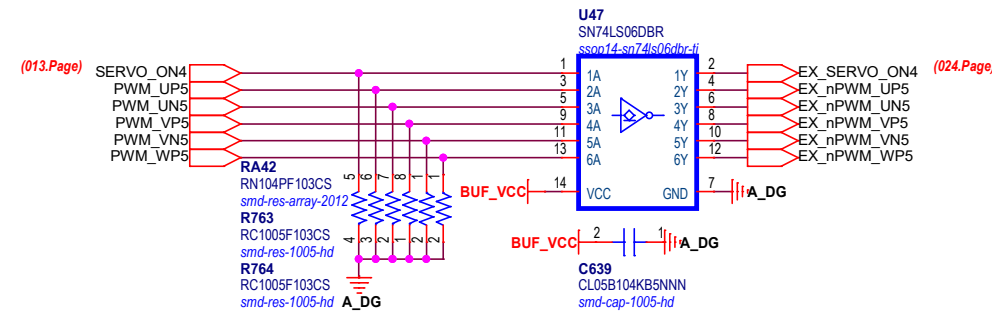 U47
SN74LS06DBR
ssop14-sn74ls06dbr-ti
(013.Page)
SERVO_ON4
PWM_UP5
PWM_UN5
PWM_VP5
PWM_VN5
PWM_WP5
1 1A 1Y 2
3 2A 2Y 4
5 3A 3Y 6
9 4A 4Y 8
11 5A 5Y 10
13 6A 6Y 12
BUF_VCC 14 VCC GND 7 A_DG
EX_SERVO_ON4
EX_nPWM_UP5
EX_nPWM_UN5
EX_nPWM_VP5
EX_nPWM_VN5
EX_nPWM_WP5
(024.Page)
RA42
RN104PF103CS
smd-res-array-2012
R763
RC1005F103CS
smd-res-1005-hd
R764
RC1005F103CS
smd-res-1005-hd
5 6 7 8 1 1
4 3 2 1 2 2
A_DG
BUF_VCC 2 1 A_DG
C639
CL05B104KB5NNN
smd-cap-1005-hd